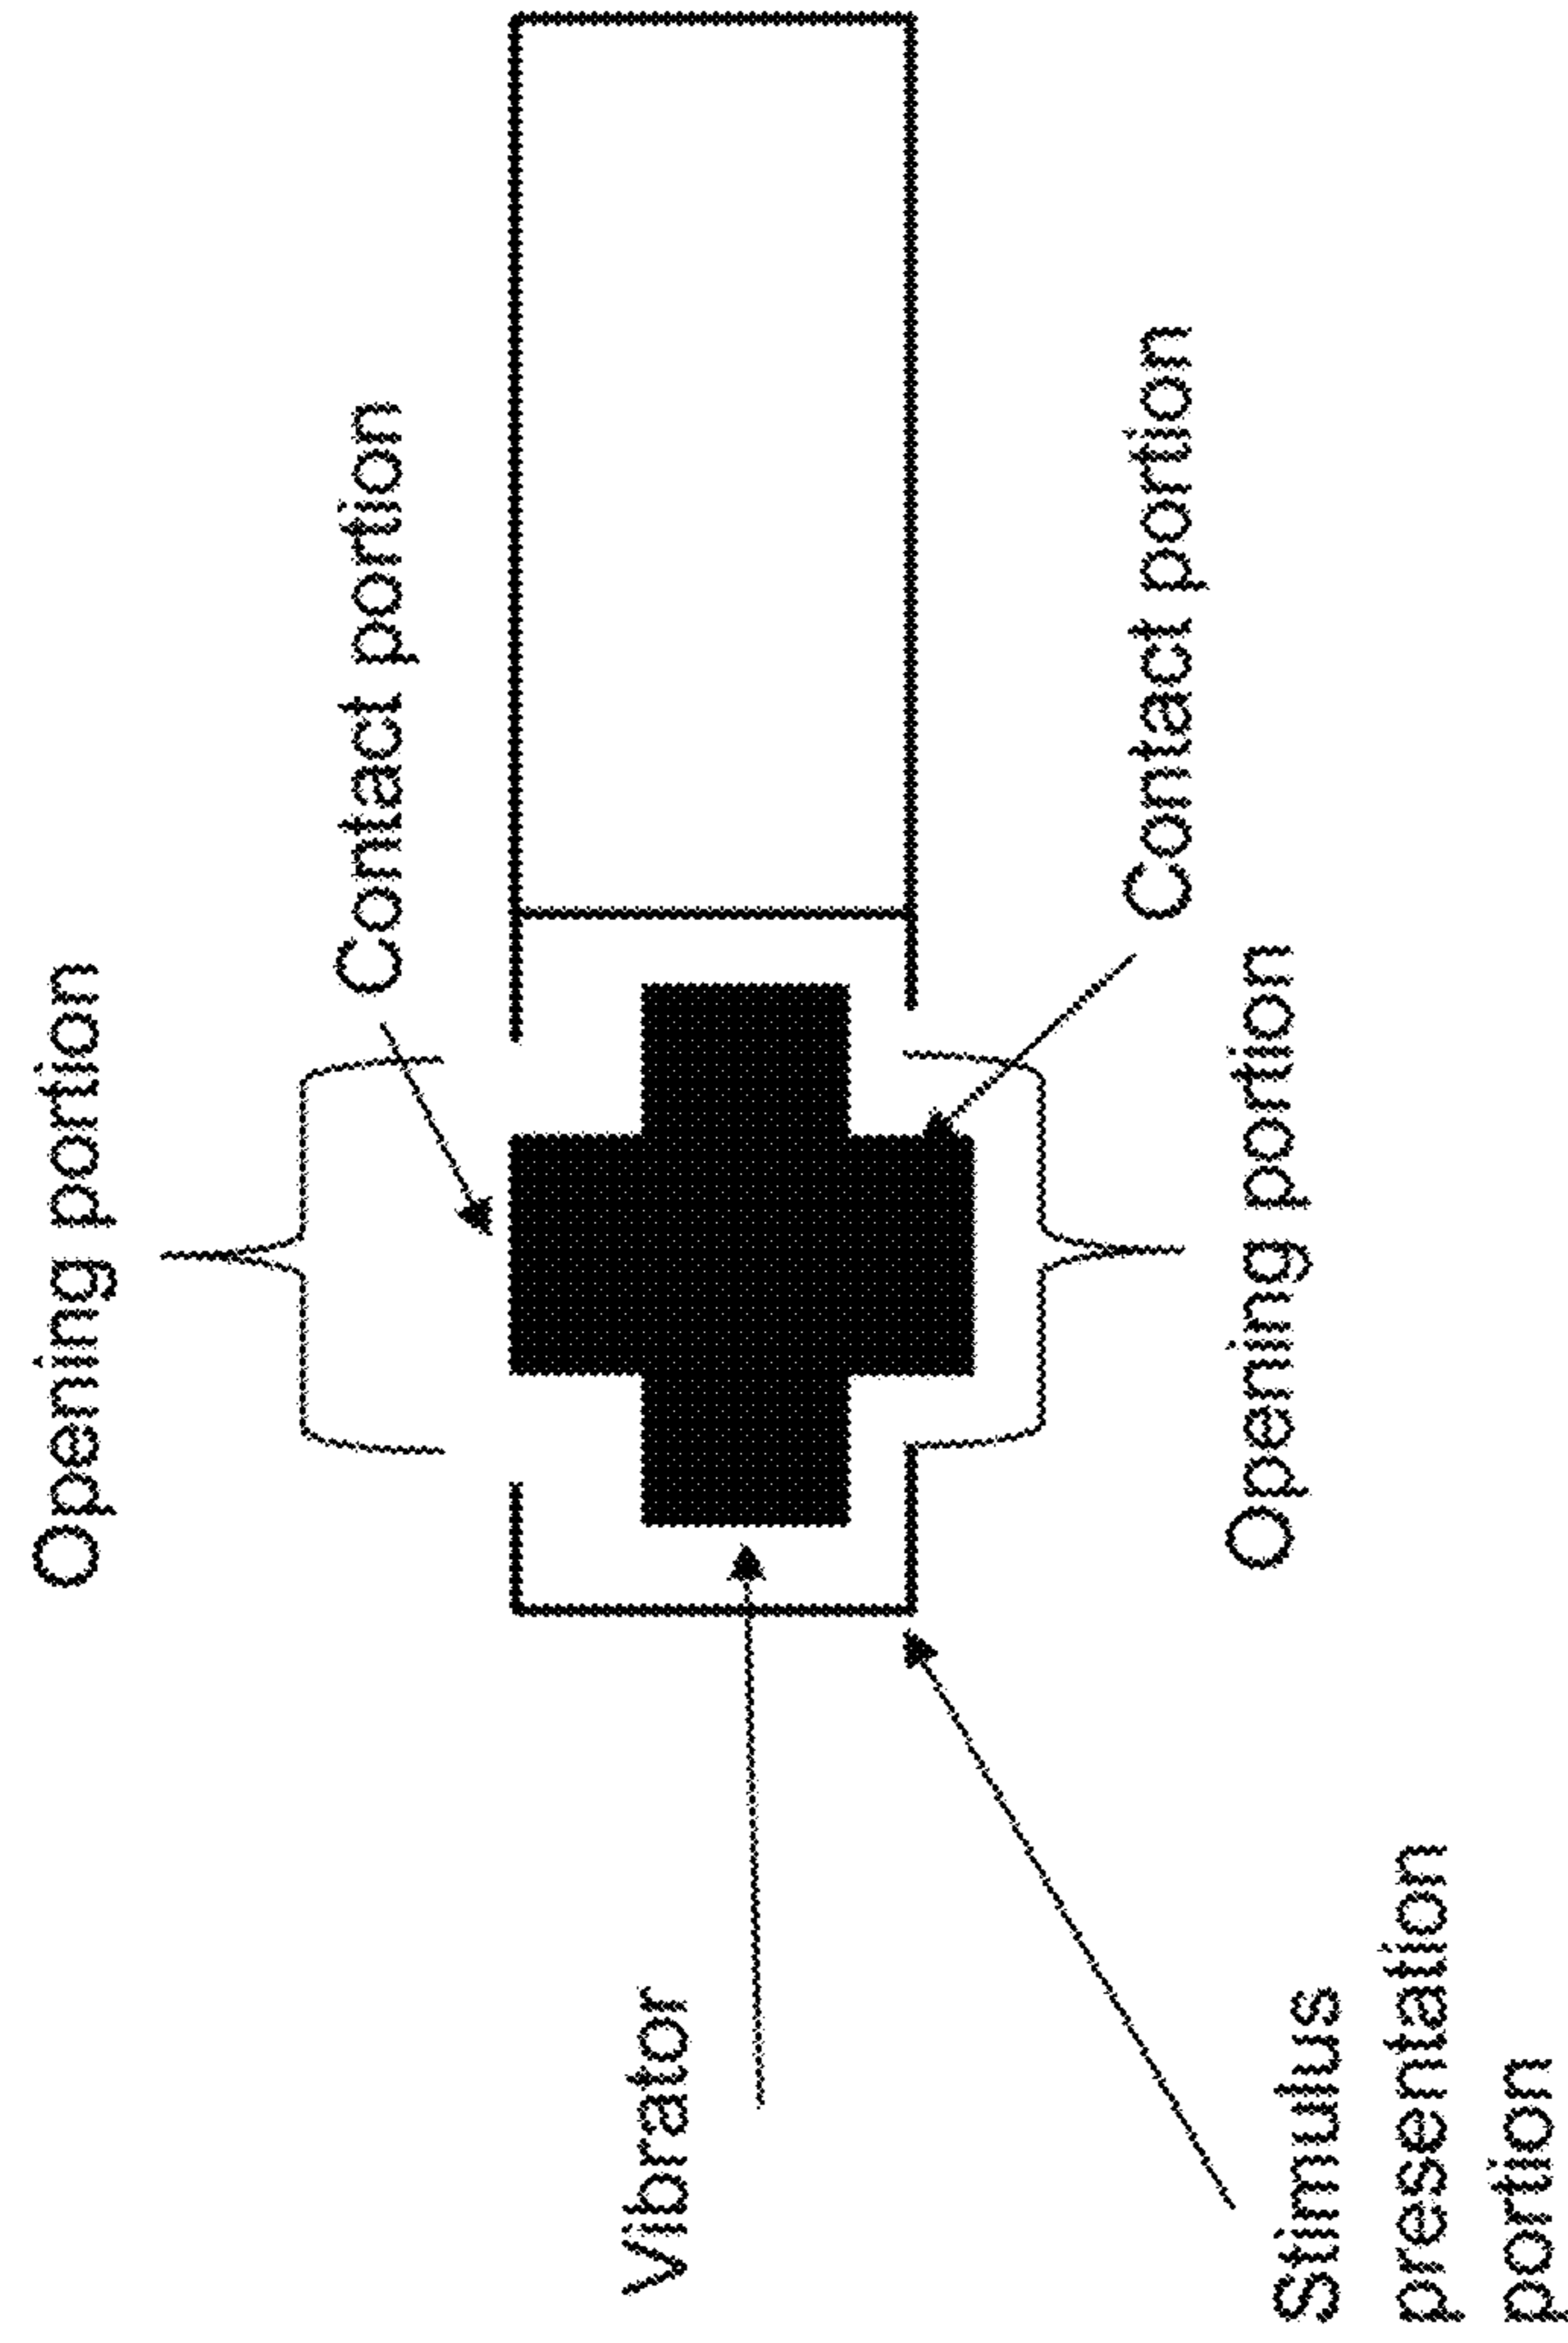 Opening portion
Contact portion
Vibrator
Contact portion
Opening portion
Stimulus
presentation
portion